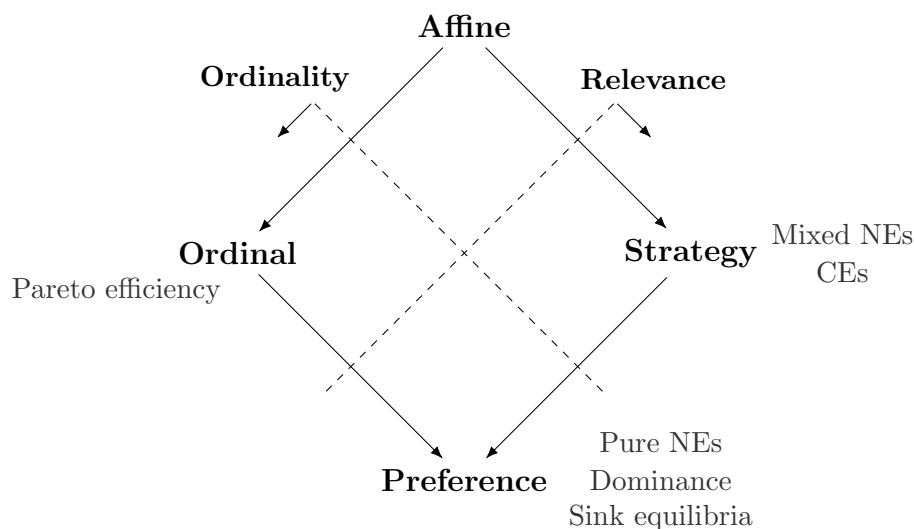 Affine
Ordinality
Relevance
Ordinal
Pareto efficiency
Strategy
Mixed NEs
CEs
Preference
Pure NEs
Dominance
Sink equilibria